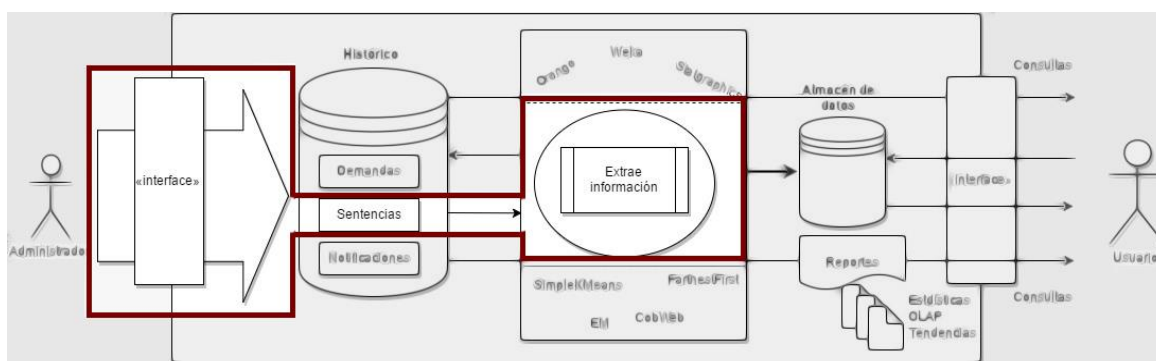 Histórico
Weka
Orange
Statgraphics
Consultas
Almacén de
datos
Demandas
«interface»
Extrae
información
«interface»
Sentencias
Administrado
Notificaciones
Reportes
Usuario
SimpleKMeans
FarthestFirst
EM
CobWeb
Estdísticas
OLAP
Tendencias
Consultas